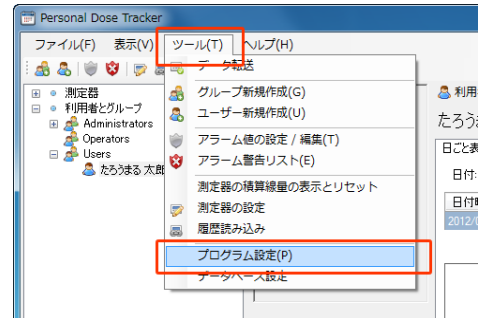 Personal Dose Tracker
ファイル(F) 表示(V) ツール(T) ヘルプ(H)
データ転送
グループ新規作成(G)
ユーザー新規作成(U)
アラーム値の設定 / 編集(T)
アラーム警告リスト(E)
測定器の積算線量の表示とリセット
測定器の設定
履歴読み込み
プログラム設定(P)
データベース設定
測定器
利用者とグループ
Administrators
Operators
Users
たろうまる 太郎
利用
たろう
日ごと表
日付:
日付
2012/0